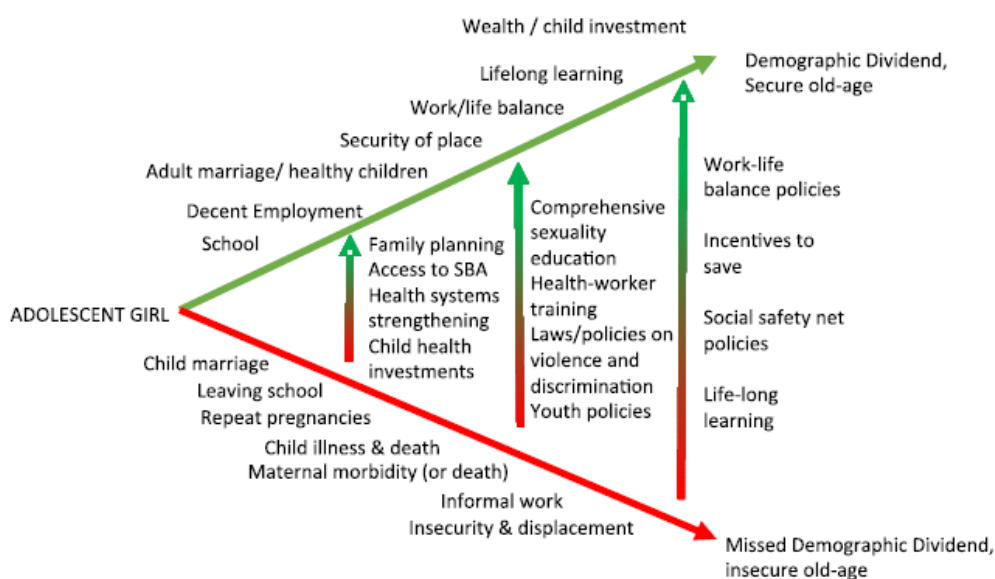 Wealth / child investment
Lifelong learning
Work/life balance
Security of place
Adult marriage/ healthy children
Decent Employment
School
Demographic Dividend,
Secure old-age
ADOLESCENT GIRL
Family planning
Access to SBA
Health systems
strengthening
Child health
investments
Comprehensive
sexuality
education
Health-worker
training
Laws/policies on
violence and
discrimination
Youth policies
Work-life
balance policies
Incentives to
save
Social safety net
policies
Life-long
learning
Child marriage
Leaving school
Repeat pregnancies
Child illness & death
Maternal morbidity (or death)
Informal work
Insecurity & displacement
Missed Demographic Dividend,
insecure old-age